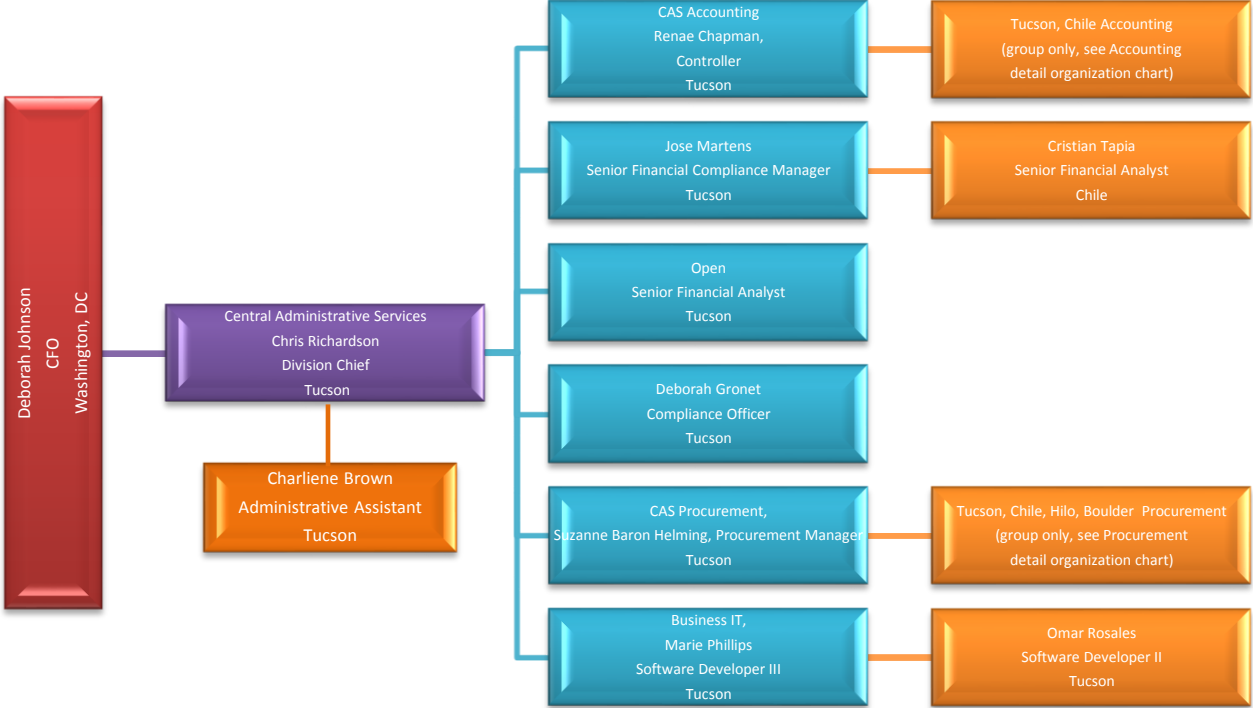 Deborah Johnson
CFO
Washington, DC
Central Administrative Services
Chris Richardson
Division Chief
Tucson
Charliene Brown
Administrative Assistant
Tucson
CAS Accounting
Renae Chapman,
Controller
Tucson
Tucson, Chile Accounting
(group only, see Accounting
detail organization chart)
Jose Martens
Senior Financial Compliance Manager
Tucson
Cristian Tapia
Senior Financial Analyst
Chile
Open
Senior Financial Analyst
Tucson
Deborah Gronet
Compliance Officer
Tucson
CAS Procurement,
Suzanne Baron Helming, Procurement Manager
Tucson
Tucson, Chile, Hilo, Boulder Procurement
(group only, see Procurement
detail organization chart)
Business IT,
Marie Phillips
Software Developer III
Tucson
Omar Rosales
Software Developer II
Tucson